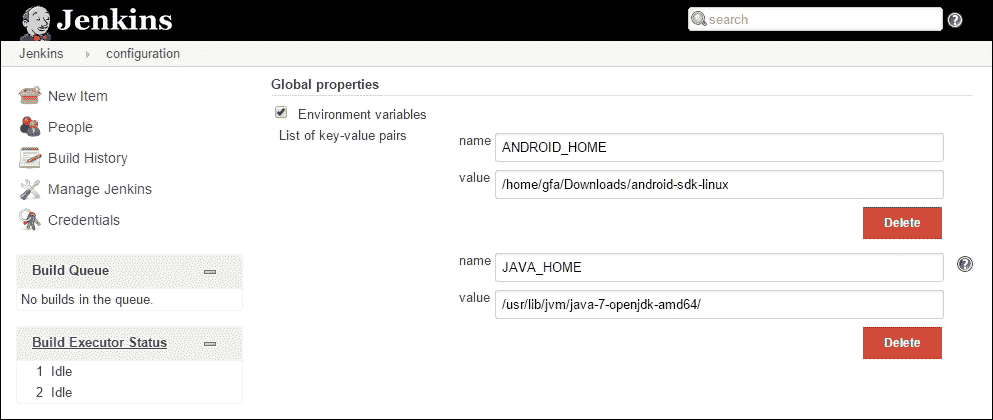 Jenkins
search
Jenkins configuration
New Item
People
Build History
Manage Jenkins
Credentials
Build Queue
No builds in the queue.
Build Executor Status
1 Idle
2 Idle
Global properties
Environment variables
List of key-value pairs
name ANDROID_HOME
value /home/gfa/Downloads/android-sdk-linux
Delete
name JAVA_HOME
value /usr/lib/jvm/java-7-openjdk-amd64/
Delete